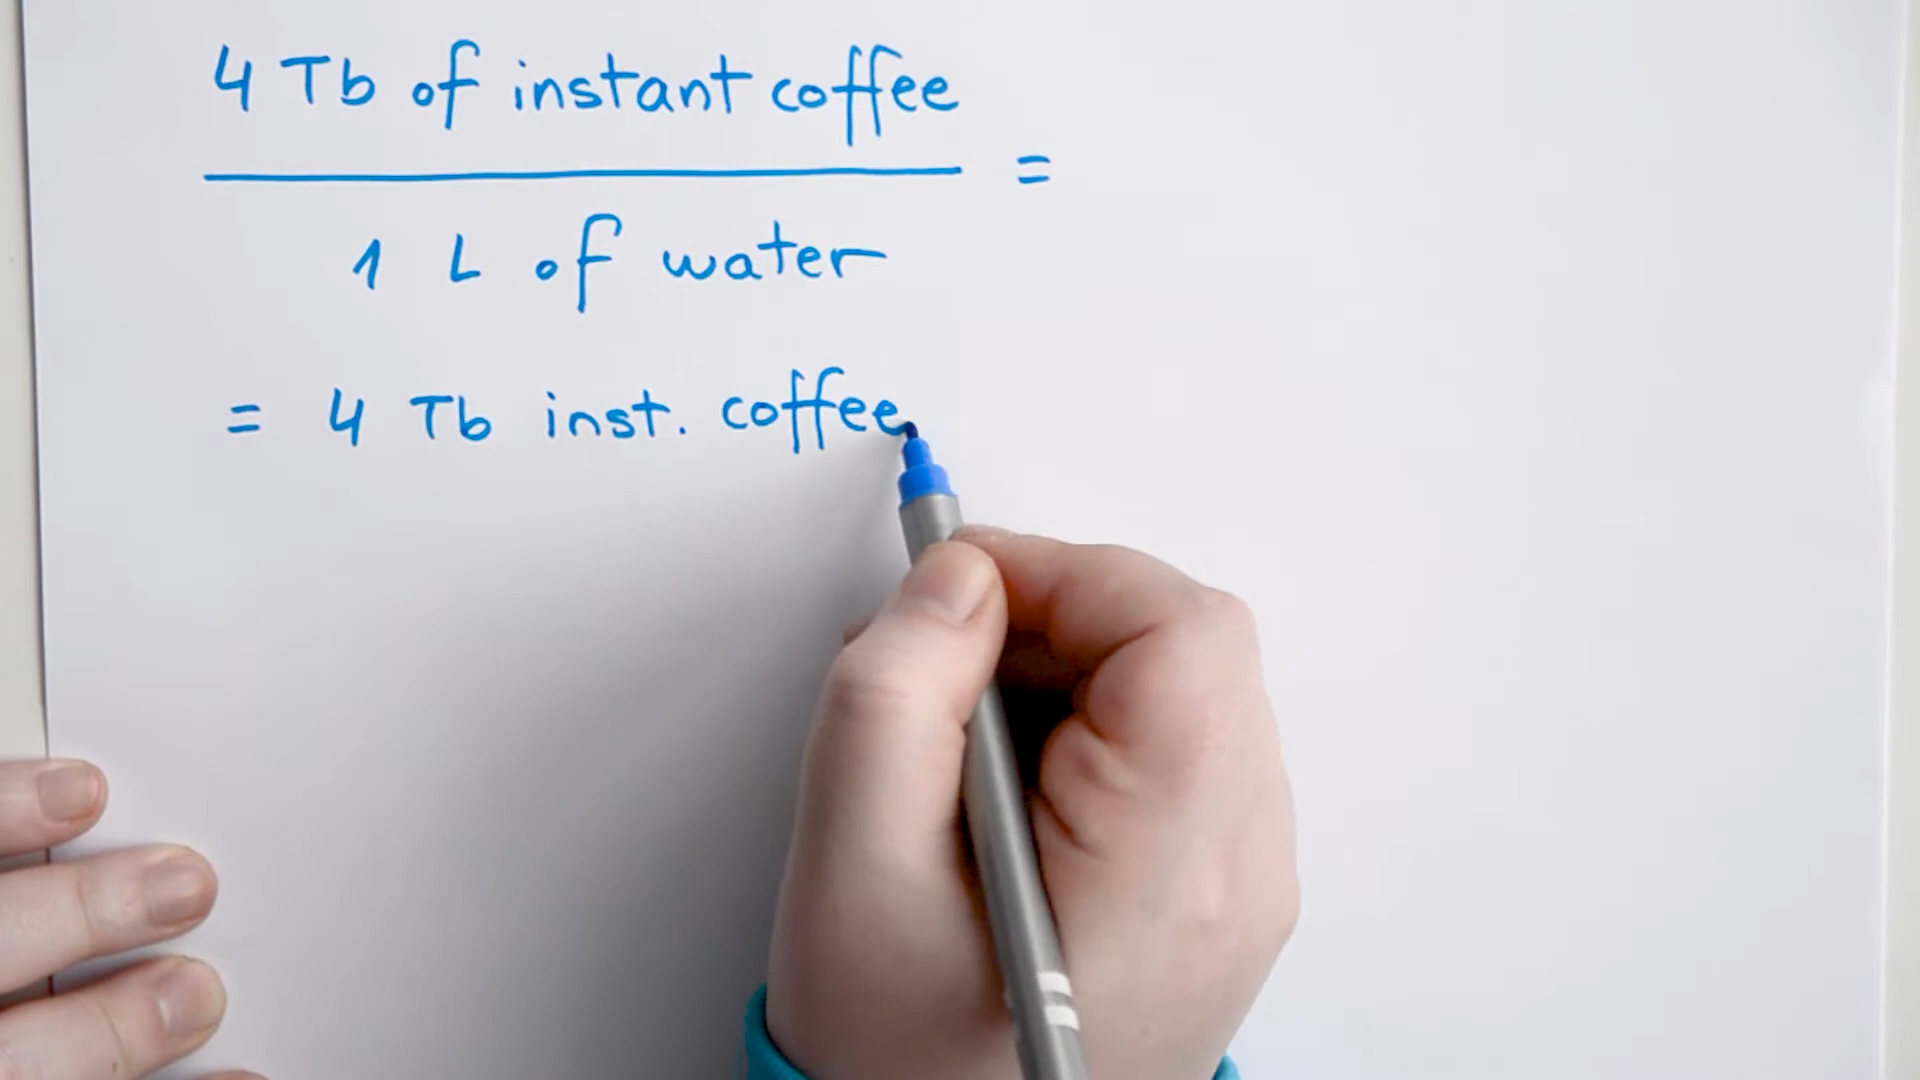 4 Tb of instant coffee
=
1 L of water
= 4 Tb inst. coffee